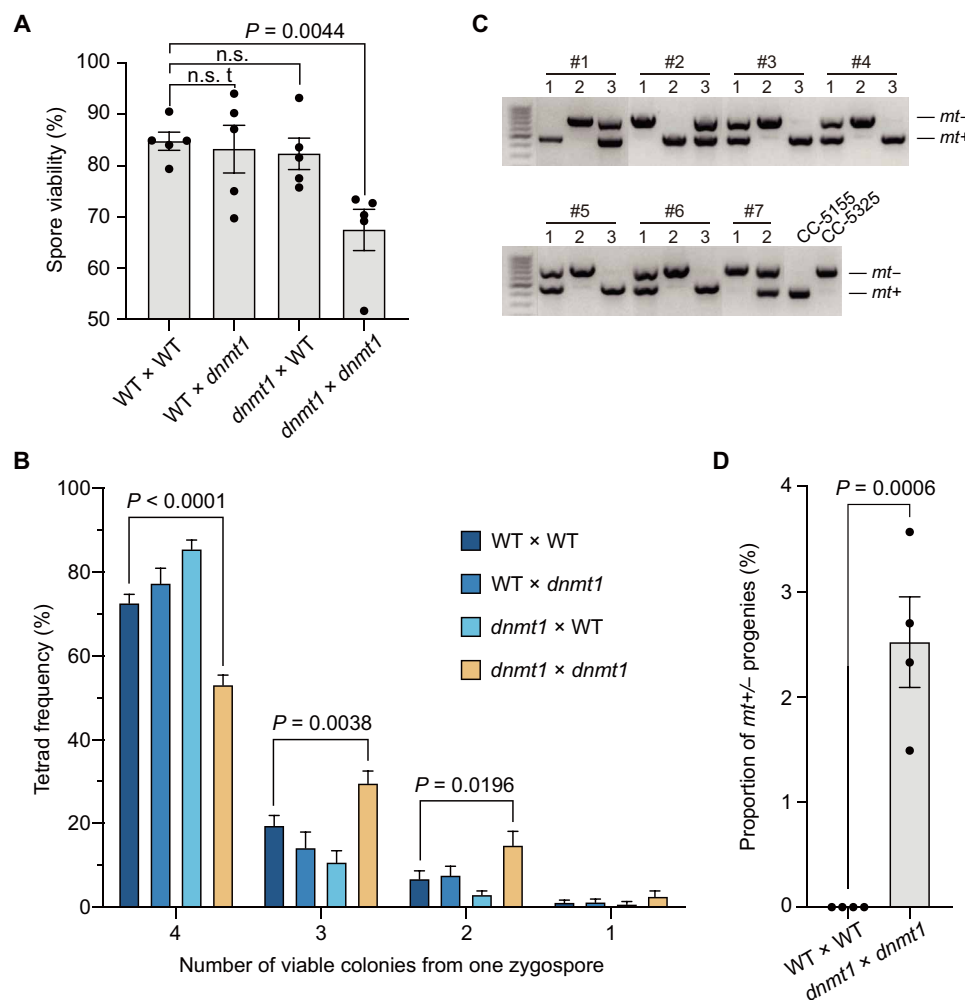 A
P = 0.0044
n.s.
n.s. t
100
90
80
70
60
50
Spore viability (%)
WT × WT
WT × dnmt1
dnmt1 × WT
dnmt1 × dnmt1
C
#1 #2 #3 #4
1 2 3 1 2 3 1 2 3 1 2 3
mt–
mt+
#5 #6 #7 CC-5155 CC-5325
1 2 3 1 2 3 1 2
mt–
mt+
B
100
80
60
40
20
0
Tetrad frequency (%)
P < 0.0001
P = 0.0038
P = 0.0196
WT × WT
WT × dnmt1
dnmt1 × WT
dnmt1 × dnmt1
4 3 2 1
Number of viable colonies from one zygospore
D
4
3
2
1
0
Proportion of mt+/– progenies (%)
P = 0.0006
WT × WT
dnmt1 × dnmt1